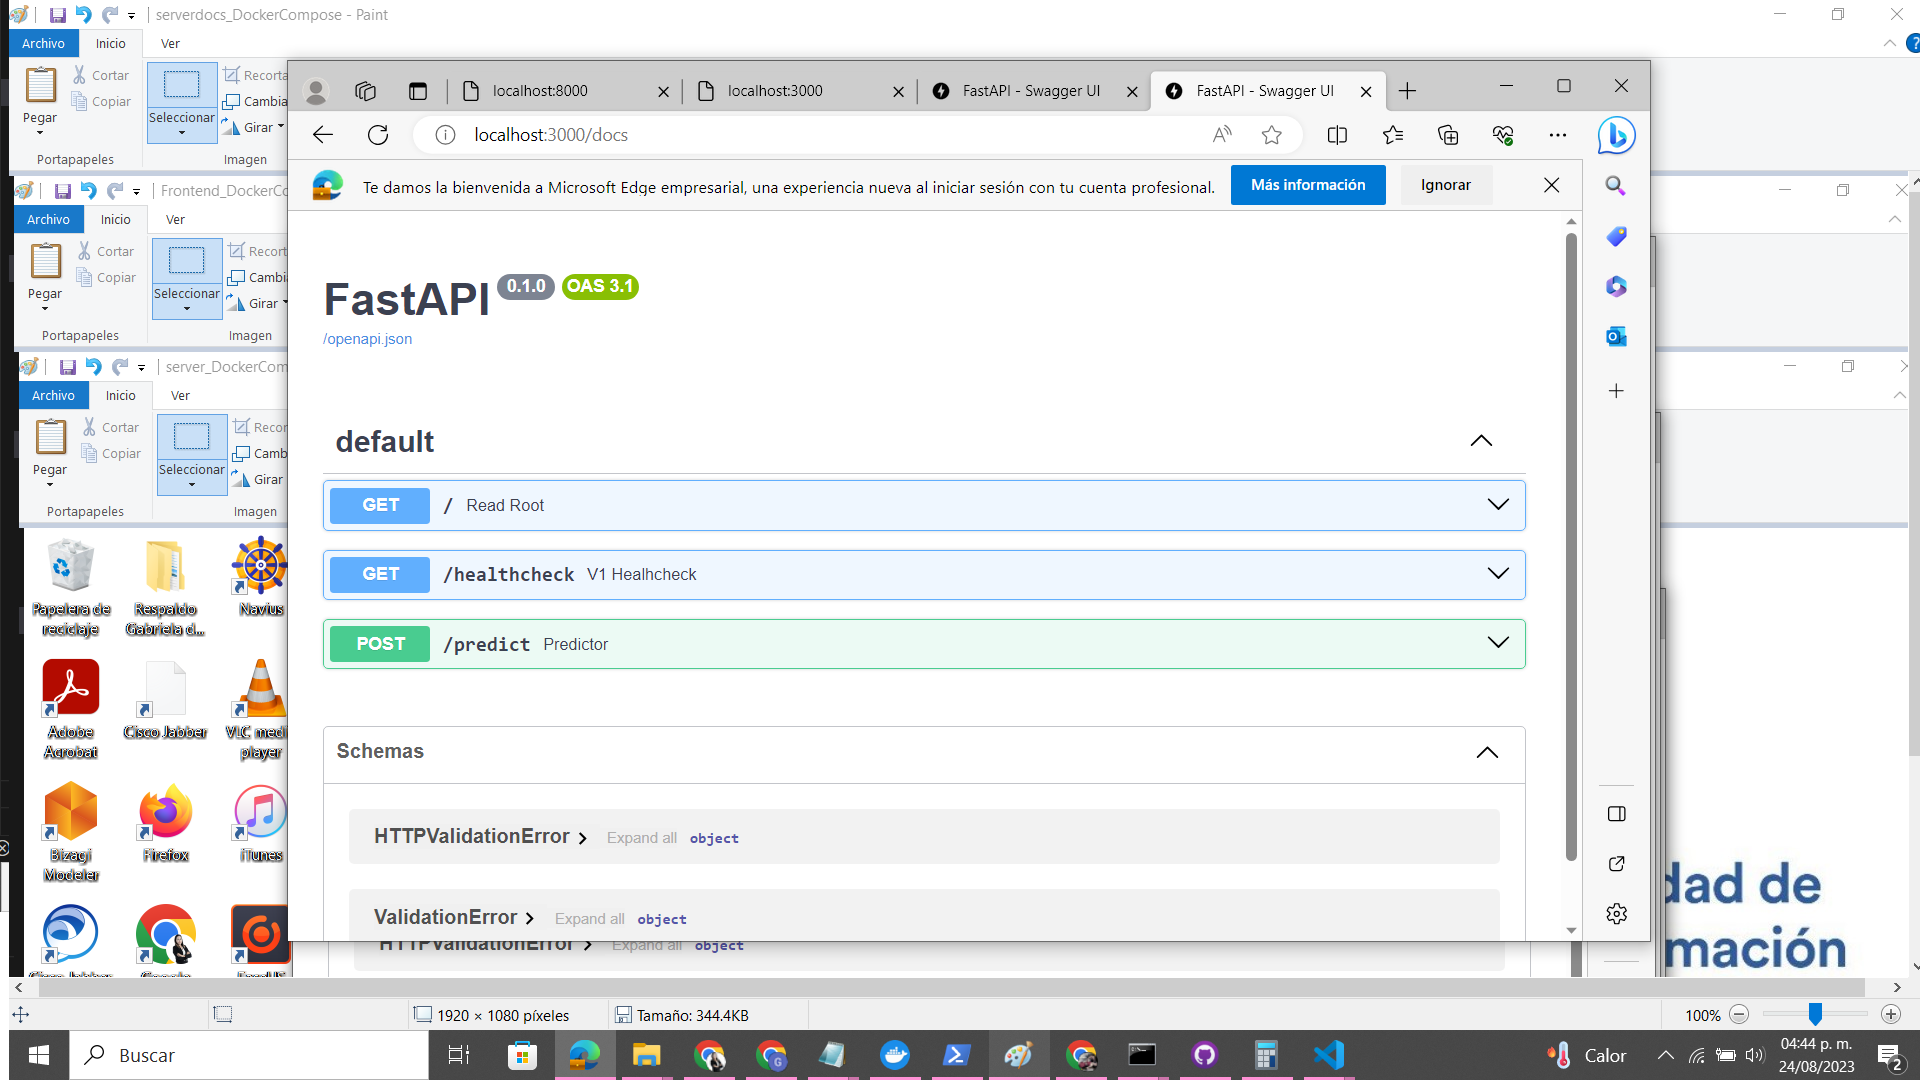 serverdocs_DockerCompose - Paint
Archivo Inicio Ver
Cortar
Copiar
Pegar
Portapapeles
Seleccionar
Recorta
Cambia
Girar
Imagen
localhost:8000
localhost:3000
FastAPI - Swagger UI
FastAPI - Swagger UI
localhost:3000/docs
Te damos la bienvenida a Microsoft Edge empresarial, una experiencia nueva al iniciar sesión con tu cuenta profesional.
Más información
Ignorar
Frontend_DockerCo
Archivo Inicio Ver
Cortar
Copiar
Pegar
Portapapeles
Seleccionar
Recort
Cambi
Girar
Imagen
server_DockerCom
Archivo Inicio Ver
Cortar
Copiar
Pegar
Portapapeles
Seleccionar
Recor
Camb
Girar
Imagen
FastAPI 0.1.0 OAS 3.1
/openapi.json
default
GET / Read Root
GET /healthcheck V1 Healhcheck
POST /predict Predictor
Schemas
HTTPValidationError Expand all object
ValidationError Expand all object
HTTPValidationError Expand all object
Papelera de reciclaje
Respaldo Gabriela d...
Navius
Adobe Acrobat
Cisco Jabber
VLC medi player
Bizagi Modeler
Firefox
iTunes
dad de
mación
1920 × 1080 píxeles
Tamaño: 344.4KB
100%
Buscar
Calor
04:44 p. m.
24/08/2023
2